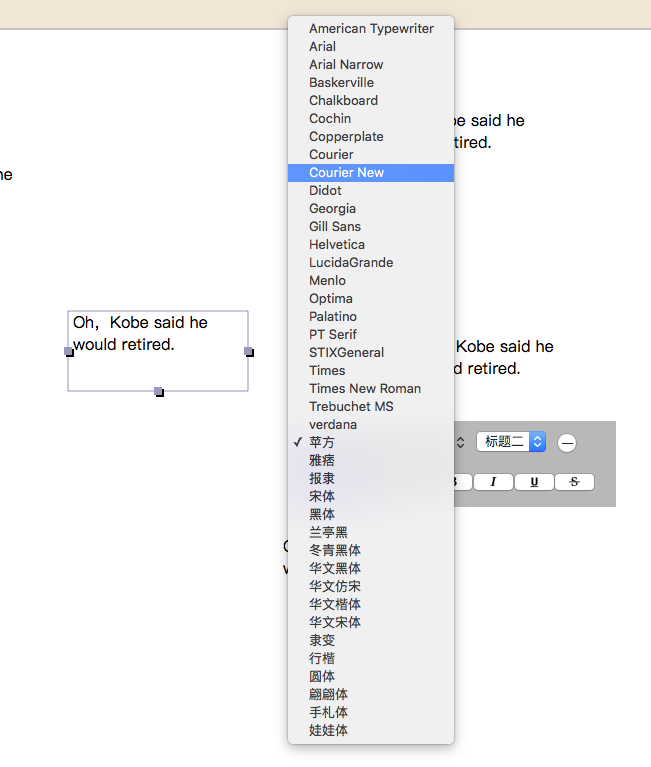 American Typewriter
Arial
Arial Narrow
Baskerville
Chalkboard
Cochin
Copperplate
Courier
Courier New
Didot
Georgia
Gill Sans
Helvetica
LucidaGrande
Menlo
Optima
Palatino
PT Serif
STIXGeneral
Times
Times New Roman
Trebuchet MS
verdana
✓ 苹方
雅痞
报隶
宋体
黑体
兰亭黑
冬青黑体
华文黑体
华文仿宋
华文楷体
华文宋体
隶变
行楷
圆体
翩翩体
手札体
娃娃体
said he
Oh，Kobe said he
would retired.
Kobe said he
retired.
标题二
B I U S